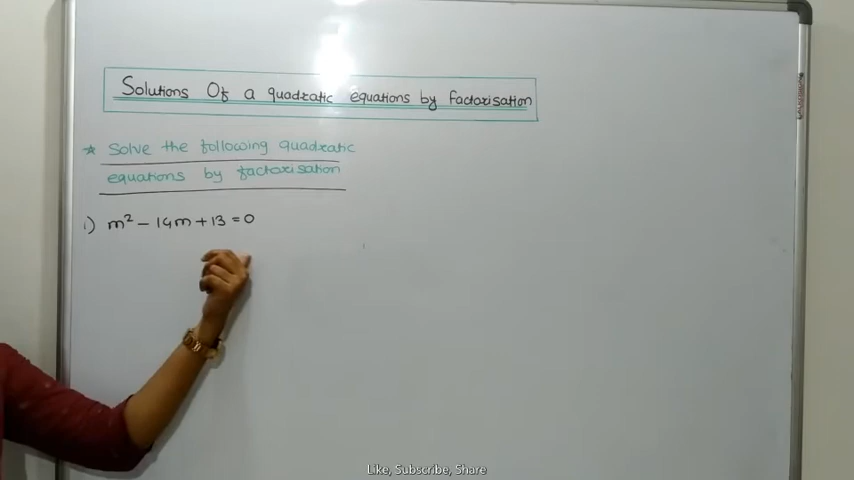 Solutions Of a quadratic equations by factorisation
* Solve the following quadratic
equations by factorisation
i) m² - 14m + 13 = 0
Like, Subscribe, Share